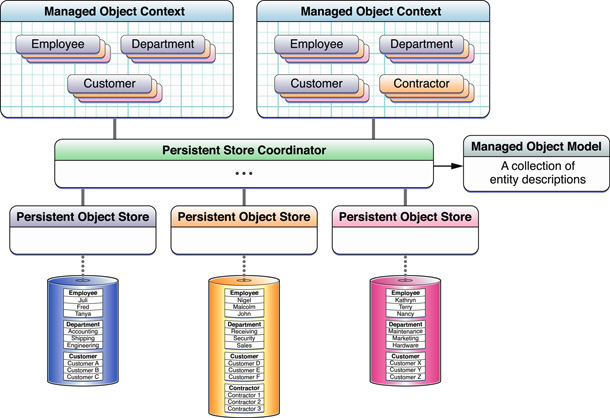 Managed Object Context
Employee
Department
Customer
Managed Object Context
Employee
Department
Customer
Contractor
Persistent Store Coordinator
...
Managed Object Model
A collection of
entity descriptions
Persistent Object Store
Persistent Object Store
Persistent Object Store
Employee
Juli
Fred
Tanya
Department
Accounting
Shipping
Engineering
Customer
Customer A
Customer B
Customer C
Employee
Nigel
Malcolm
John
Department
Receiving
Security
Sales
Customer
Customer D
Customer E
Customer F
Contractor
Contractor 1
Contractor 2
Contractor 3
Employee
Kathryn
Terry
Nancy
Department
Maintenance
Marketing
Hardware
Customer
Customer X
Customer Y
Customer Z